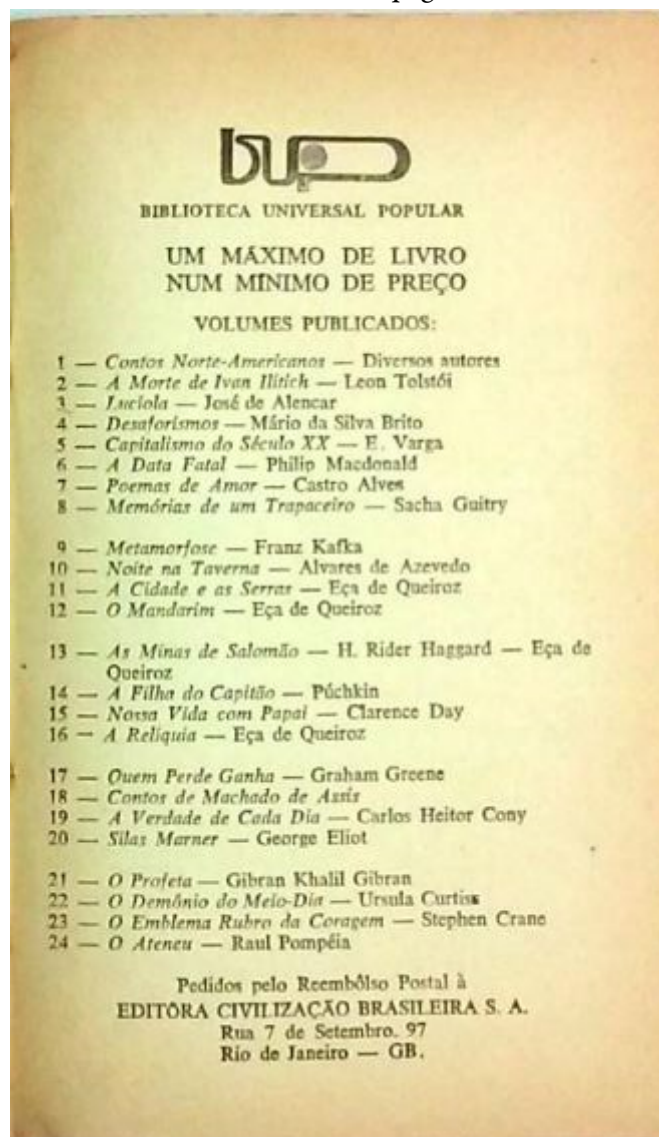 bup
BIBLIOTECA UNIVERSAL POPULAR
UM MÁXIMO DE LIVRO
NUM MÍNIMO DE PREÇO
VOLUMES PUBLICADOS:
1 — Contos Norte-Americanos — Diversos autores
2 — A Morte de Ivan Ilitich — Leon Tolstói
3 — Lucíola — José de Alencar
4 — Desaforismos — Mário da Silva Brito
5 — Capitalismo do Século XX — E. Varga
6 — A Data Fatal — Philip Macdonald
7 — Poemas de Amor — Castro Alves
8 — Memórias de um Trapaceiro — Sacha Guitry
9 — Metamorfose — Franz Kafka
10 — Noite na Taverna — Alvares de Azevedo
11 — A Cidade e as Serras — Eça de Queiroz
12 — O Mandarim — Eça de Queiroz
13 — As Minas de Salomão — H. Rider Haggard — Eça de
Queiroz
14 — A Filha do Capitão — Púchkin
15 — Nossa Vida com Papai — Clarence Day
16 — A Relíquia — Eça de Queiroz
17 — Quem Perde Ganha — Graham Greene
18 — Contos de Machado de Assis
19 — A Verdade de Cada Dia — Carlos Heitor Cony
20 — Silas Marner — George Eliot
21 — O Profeta — Gibran Khalil Gibran
22 — O Demônio do Meio-Dia — Ursula Curtiss
23 — O Emblema Rubro da Coragem — Stephen Crane
24 — O Ateneu — Raul Pompéia
Pedidos pelo Reembôlso Postal à
EDITÔRA CIVILIZAÇÃO BRASILEIRA S. A.
Rua 7 de Setembro, 97
Rio de Janeiro — GB.